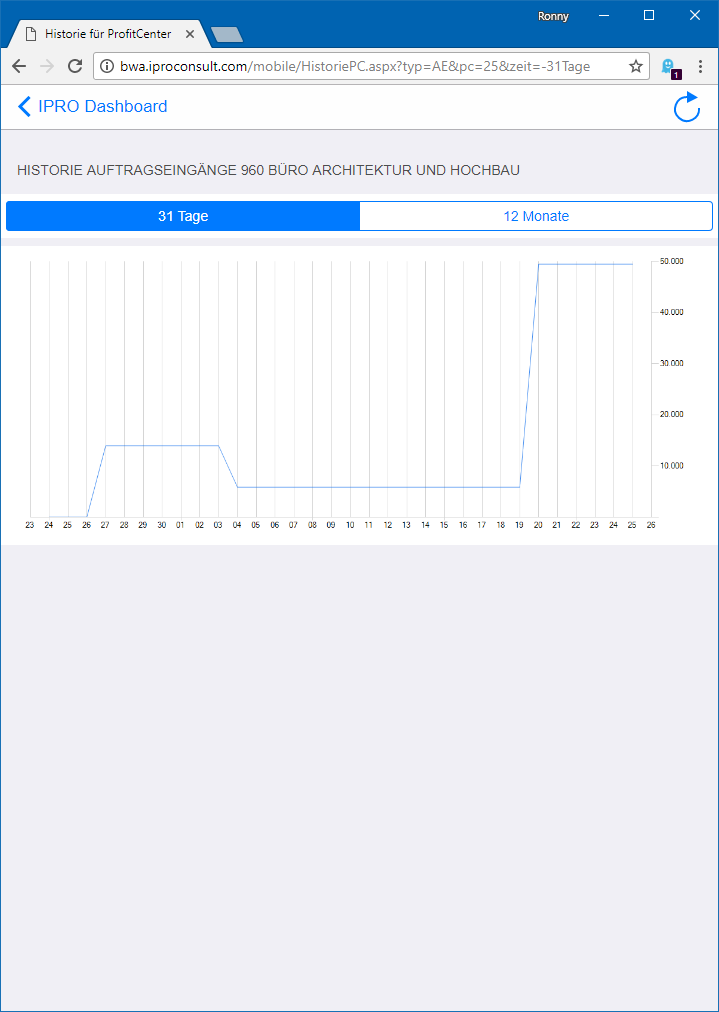 Ronny
Historie für ProfitCenter
bwa.iproconsult.com/mobile/HistoriePC.aspx?typ=AE&pc=25&zeit=-31Tage
1
IPRO Dashboard
HISTORIE AUFTRAGSEINGÄNGE 960 BÜRO ARCHITEKTUR UND HOCHBAU
31 Tage 12 Monate
50.000
40.000
30.000
20.000
10.000
23 24 25 26 27 28 29 30 01 02 03 04 05 06 07 08 09 10 11 12 13 14 15 16 17 18 19 20 21 22 23 24 25 26